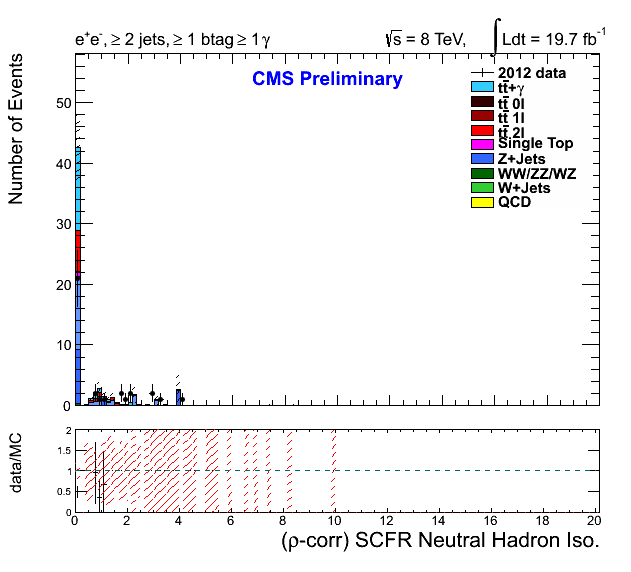 e⁺e⁻, ≥ 2 jets, ≥ 1 btag ≥ 1 γ
√s = 8 TeV, ∫ Ldt = 19.7 fb⁻¹
CMS Preliminary
2012 data
tt̄+γ
tt̄ 0l
tt̄ 1l
tt̄ 2l
Single Top
Z+Jets
WW/ZZ/WZ
W+Jets
QCD
Number of Events
50
40
30
20
10
0
data/MC
2
1.5
1
0.5
0
0 2 4 6 8 10 12 14 16 18 20
(ρ-corr) SCFR Neutral Hadron Iso.